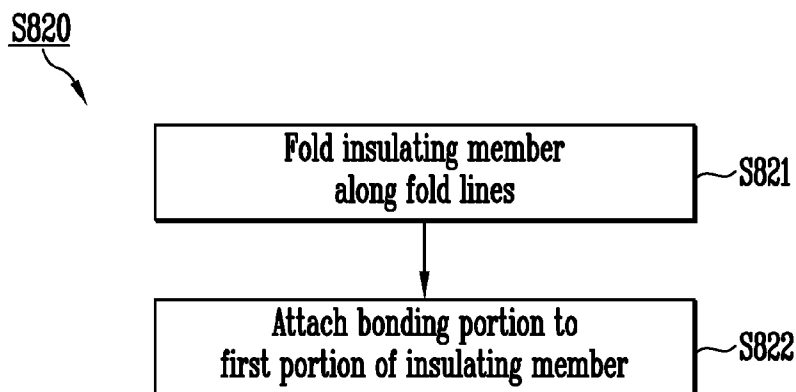 S820
Fold insulating member
along fold lines
S821
Attach bonding portion to
first portion of insulating member
S822